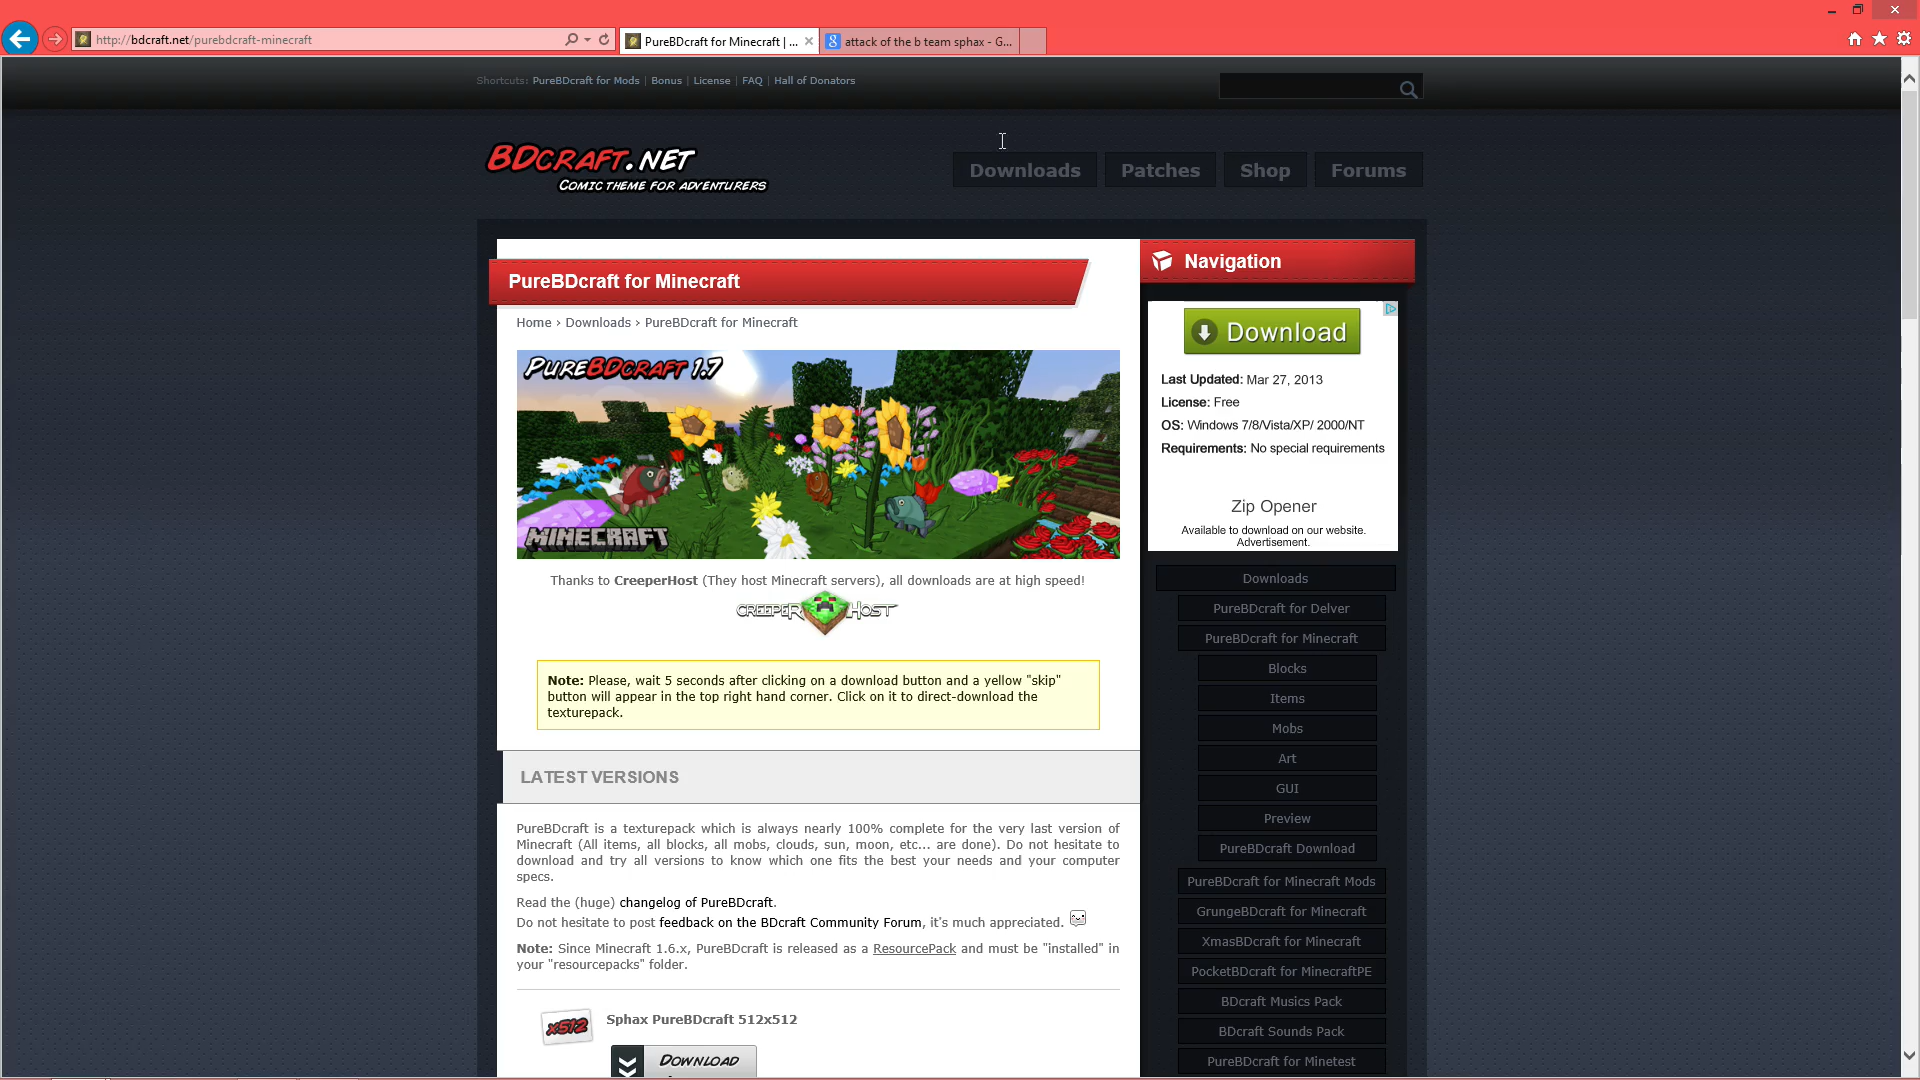 http://bdcraft.net/purebdcraft-minecraft
PureBDcraft for Minecraft | ...
attack of the b team sphax - G...
Shortcuts: PureBDcraft for Mods | Bonus | License | FAQ | Hall of Donators
BDCRAFT.NET
COMIC THEME FOR ADVENTURERS
Downloads
Patches
Shop
Forums
PureBDcraft for Minecraft
Home › Downloads › PureBDcraft for Minecraft
PUREBDCRAFT 1.7
MINECRAFT
Thanks to CreeperHost (They host Minecraft servers), all downloads are at high speed!
CREEPER HOST
Note: Please, wait 5 seconds after clicking on a download button and a yellow "skip"
button will appear in the top right hand corner. Click on it to direct-download the
texturepack.
LATEST VERSIONS
PureBDcraft is a texturepack which is always nearly 100% complete for the very last version of
Minecraft (All items, all blocks, all mobs, clouds, sun, moon, etc... are done). Do not hesitate to
download and try all versions to know which one fits the best your needs and your computer
specs.
Read the (huge) changelog of PureBDcraft.
Do not hesitate to post feedback on the BDcraft Community Forum, it's much appreciated.
Note: Since Minecraft 1.6.x, PureBDcraft is released as a ResourcePack and must be "installed" in
your "resourcepacks" folder.
x512
Sphax PureBDcraft 512x512
DOWNLOAD
Navigation
Download
Last Updated: Mar 27, 2013
License: Free
OS: Windows 7/8/Vista/XP/ 2000/NT
Requirements: No special requirements
Zip Opener
Available to download on our website.
Advertisement.
Downloads
PureBDcraft for Delver
PureBDcraft for Minecraft
Blocks
Items
Mobs
Art
GUI
Preview
PureBDcraft Download
PureBDcraft for Minecraft Mods
GrungeBDcraft for Minecraft
XmasBDcraft for Minecraft
PocketBDcraft for MinecraftPE
BDcraft Musics Pack
BDcraft Sounds Pack
PureBDcraft for Minetest